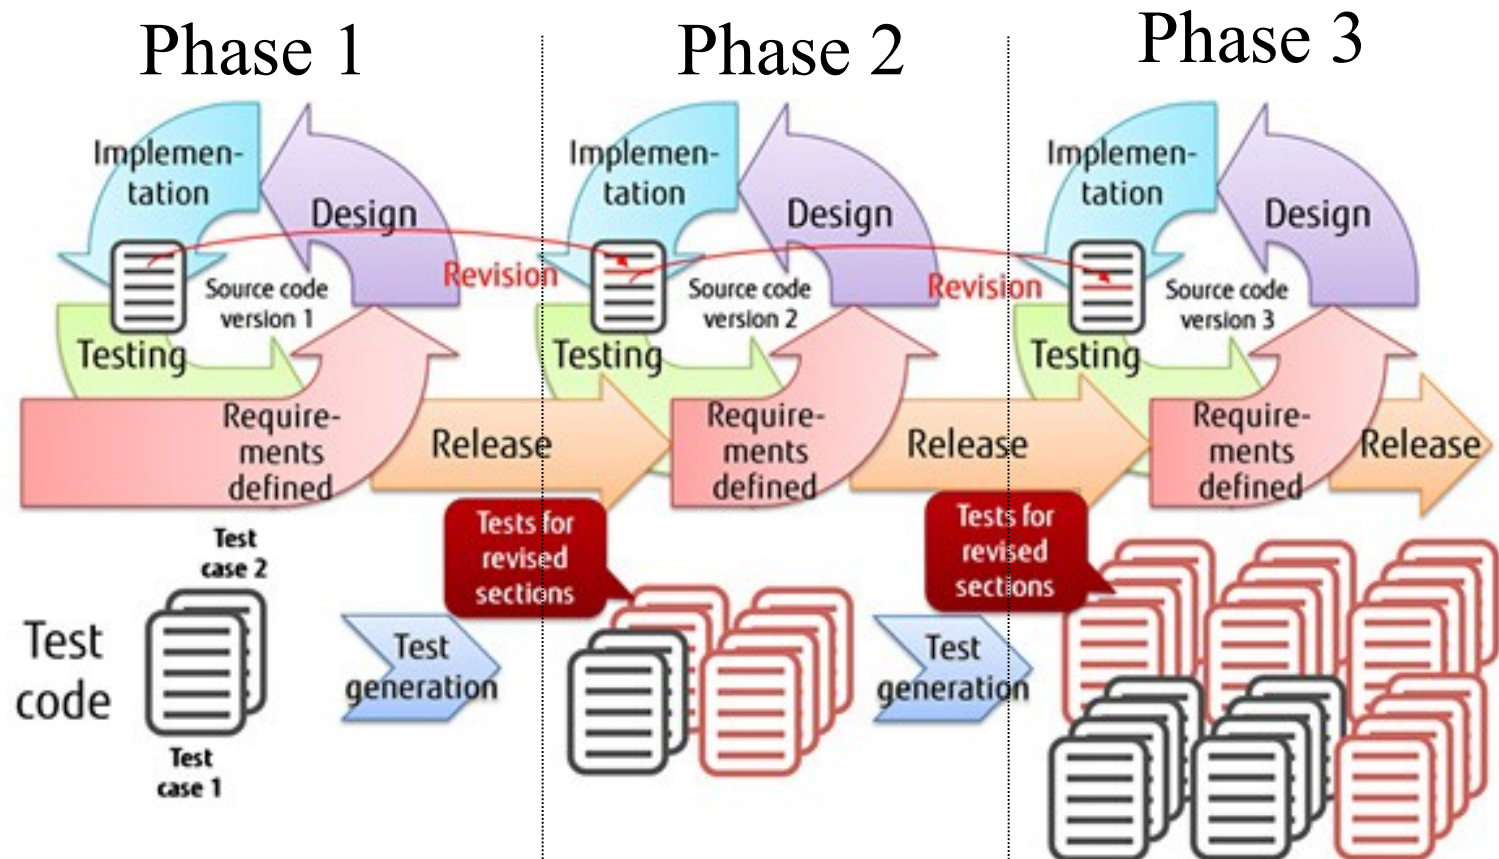 Phase 1
Phase 2
Phase 3
Implemen-
tation
Design
Source code
version 1
Testing
Require-
ments
defined
Release
Revision
Implemen-
tation
Design
Source code
version 2
Testing
Require-
ments
defined
Release
Revision
Implemen-
tation
Design
Source code
version 3
Testing
Require-
ments
defined
Release
Test
code
Test
case 2
Test
case 1
Test
generation
Tests for
revised
sections
Test
generation
Tests for
revised
sections